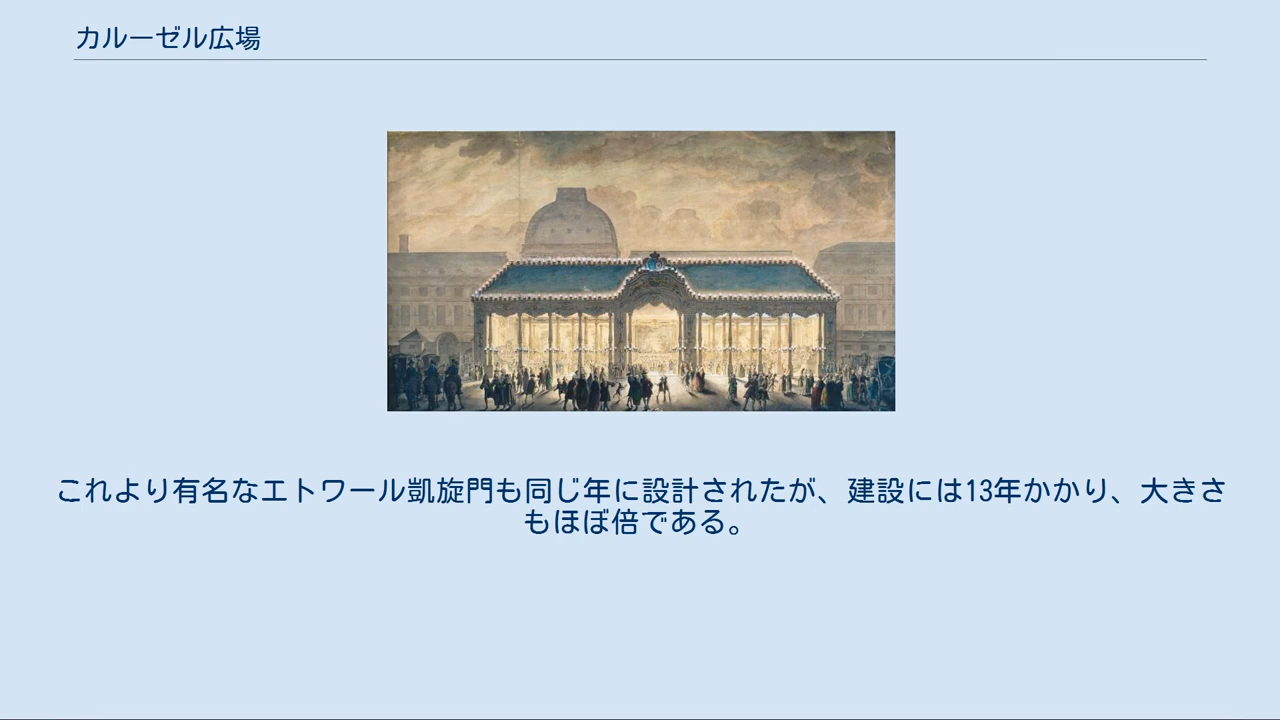 カルーゼル広場
これより有名なエトワール凱旋門も同じ年に設計されたが、建設には13年かかり、大きさ
もほぼ倍である。